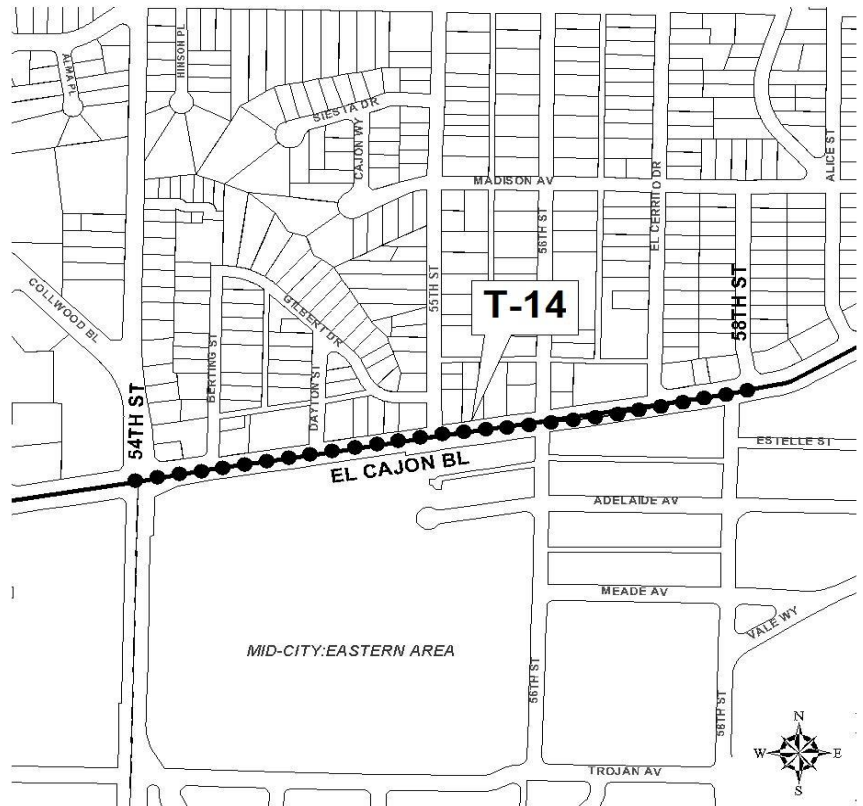 ALMA PL
HINSON PL
SIESTA DR
CAJON WY
ALICE ST
MADISON AV
EL CERRITO DR
56TH ST
55TH ST
COLLWOOD BL
GILBERT DR
T-14
58TH ST
BERTING ST
DAYTON ST
54TH ST
EL CAJON BL
ESTELLE ST
ADELAIDE AV
MEADE AV
VALE WY
MID-CITY:EASTERN AREA
56TH ST
58TH ST
TROJAN AV
N
W
E
S